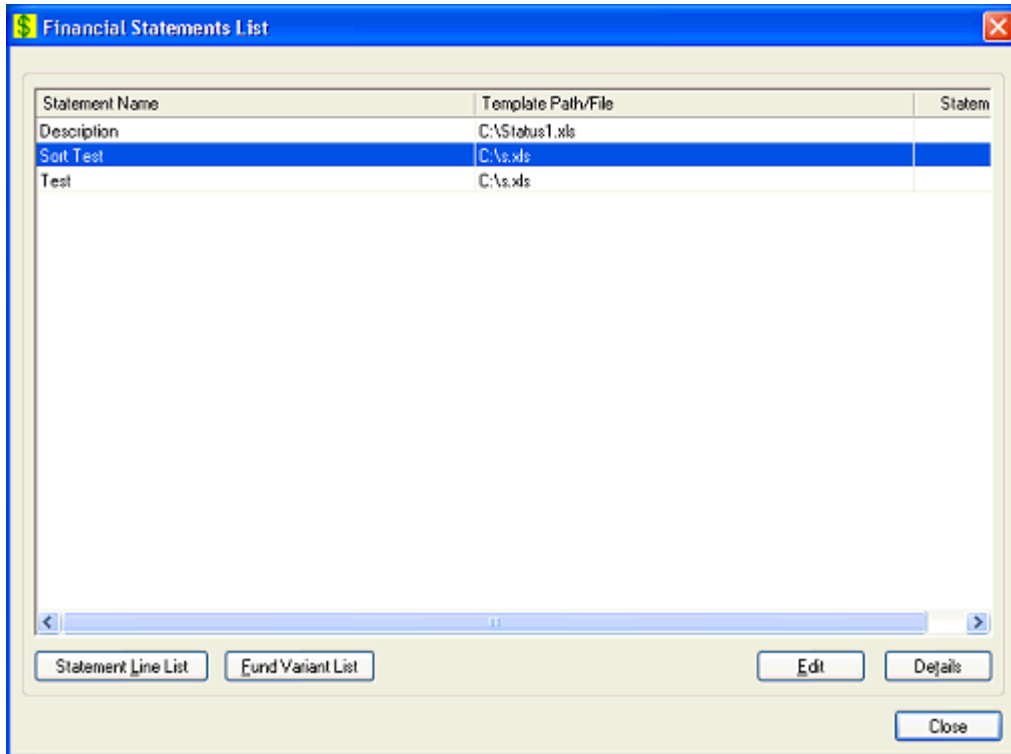 $ Financial Statements List
Statement Name Template Path/File Statem
Description C:\Status1.xls
Sort Test C:\s.xls
Test C:\s.xls
Statement Line List Fund Variant List Edit Details
Close